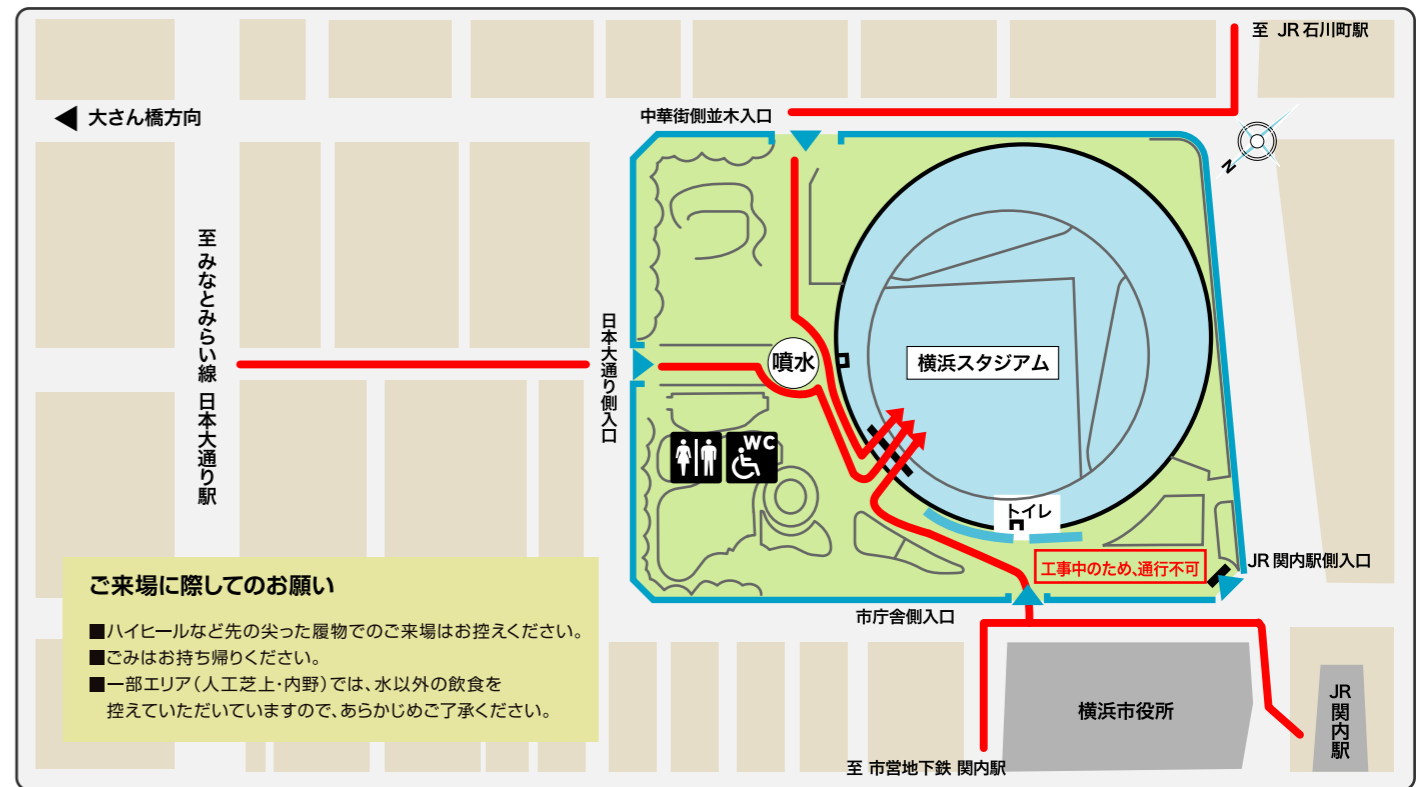 至 JR 石川町駅
大さん橋方向
中華街側並木入口
N
至 みなとみらい線 日本大通り駅
日本大通り側入口
噴水
横浜スタジアム
WC
トイレ
工事中のため、通行不可
JR 関内駅側入口
市庁舎側入口
ご来場に際してのお願い
■ハイヒールなど先の尖った履物でのご来場はお控えください。
■ごみはお持ち帰りください。
■一部エリア(人工芝上・内野)では、水以外の飲食を
控えていただいていますので、あらかじめご了承ください。
横浜市役所
JR関内駅
至 市営地下鉄 関内駅